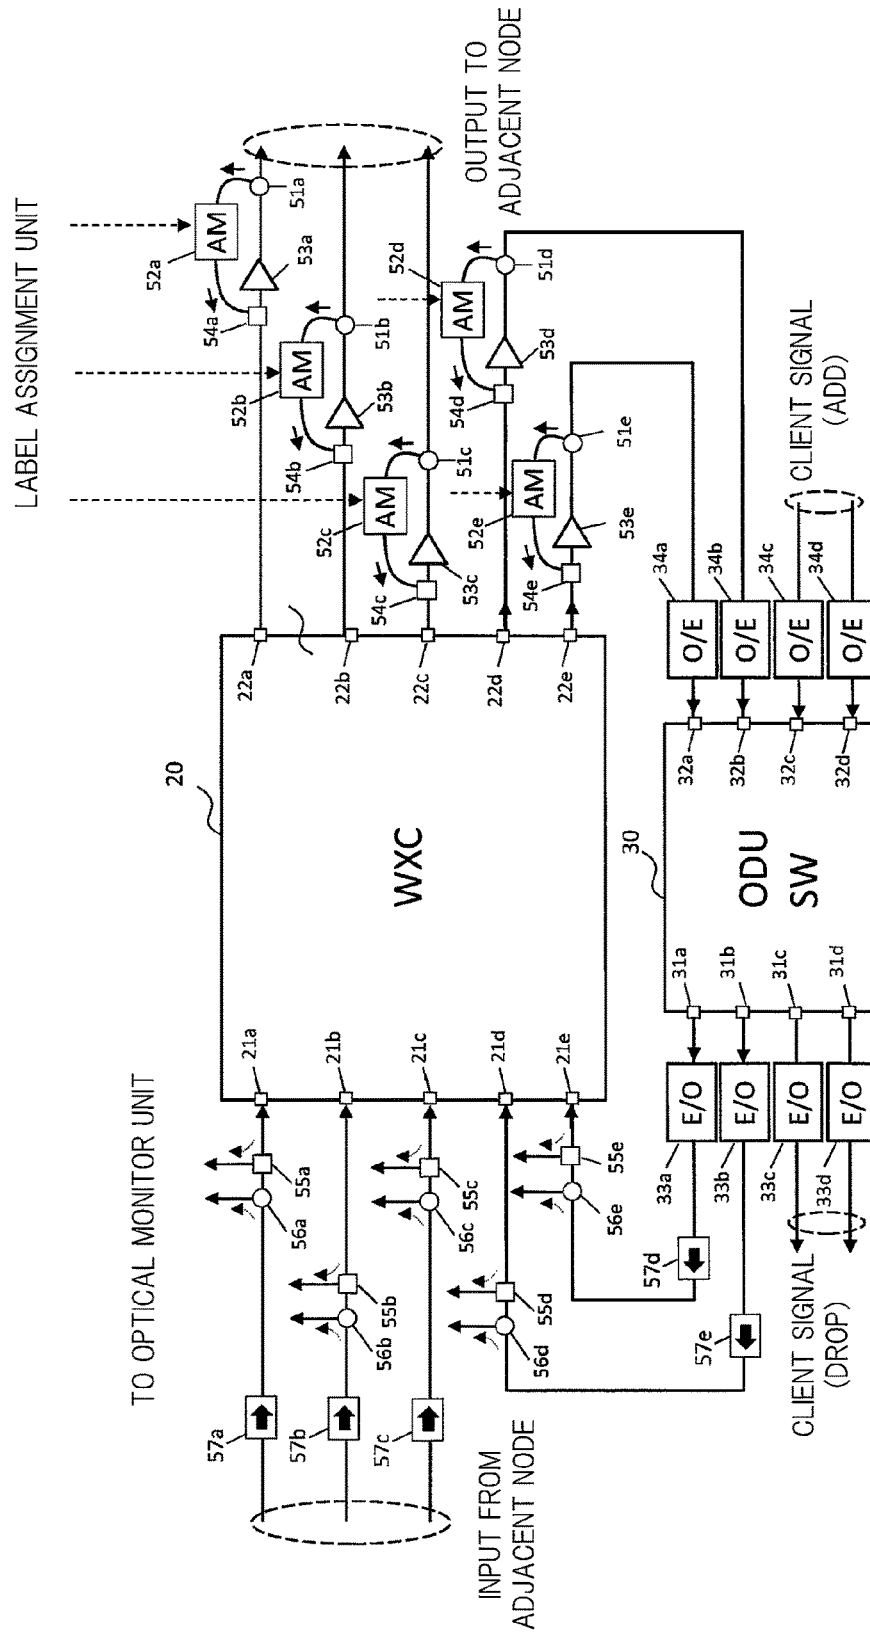 LABEL ASSIGNMENT UNIT
TO OPTICAL MONITOR UNIT
INPUT FROM
ADJACENT NODE
OUTPUT TO
ADJACENT NODE
57a
57b
57c
56a
55a
56b
55b
56c
55c
56d
55d
56e
55e
57d
57e
21a
21b
21c
21d
21e
20
WXC
22a
22b
22c
22d
22e
54a
52a
AM
53a
51a
54b
52b
AM
53b
51b
54c
52c
AM
53c
51c
54d
52d
AM
53d
51d
54e
52e
AM
53e
51e
CLIENT SIGNAL
(DROP)
33a
E/O
33b
E/O
33c
E/O
33d
E/O
31a
31b
31c
31d
30
ODU
SW
32a
32b
32c
32d
34a
O/E
34b
O/E
34c
O/E
34d
O/E
CLIENT SIGNAL
(ADD)